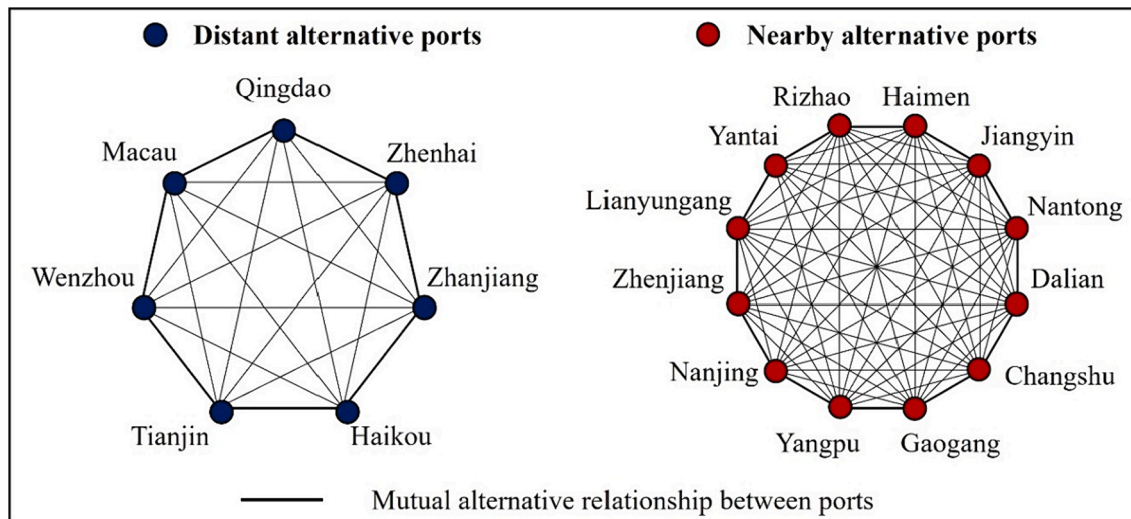 Distant alternative ports
Qingdao
Macau
Zhenhai
Wenzhou
Zhanjiang
Tianjin
Haikou
Nearby alternative ports
Rizhao
Haimen
Yantai
Jiangyin
Lianyungang
Nantong
Zhenjiang
Dalian
Nanjing
Changshu
Yangpu
Gaogang
Mutual alternative relationship between ports